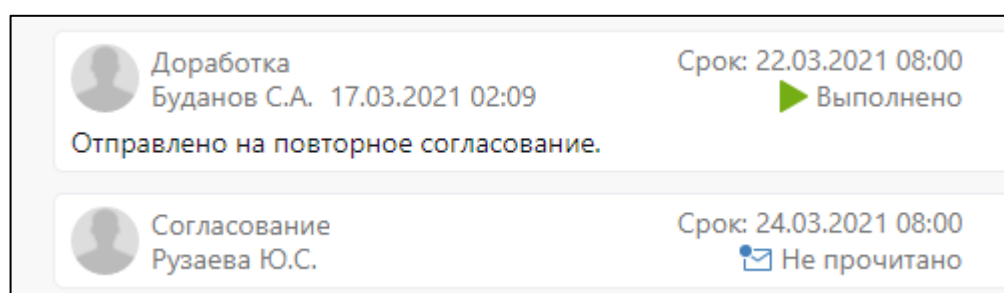 Доработка
Срок: 22.03.2021 08:00
Буданов С.А. 17.03.2021 02:09
Выполнено
Отправлено на повторное согласование.
Согласование
Срок: 24.03.2021 08:00
Рузаева Ю.С.
Не прочитано